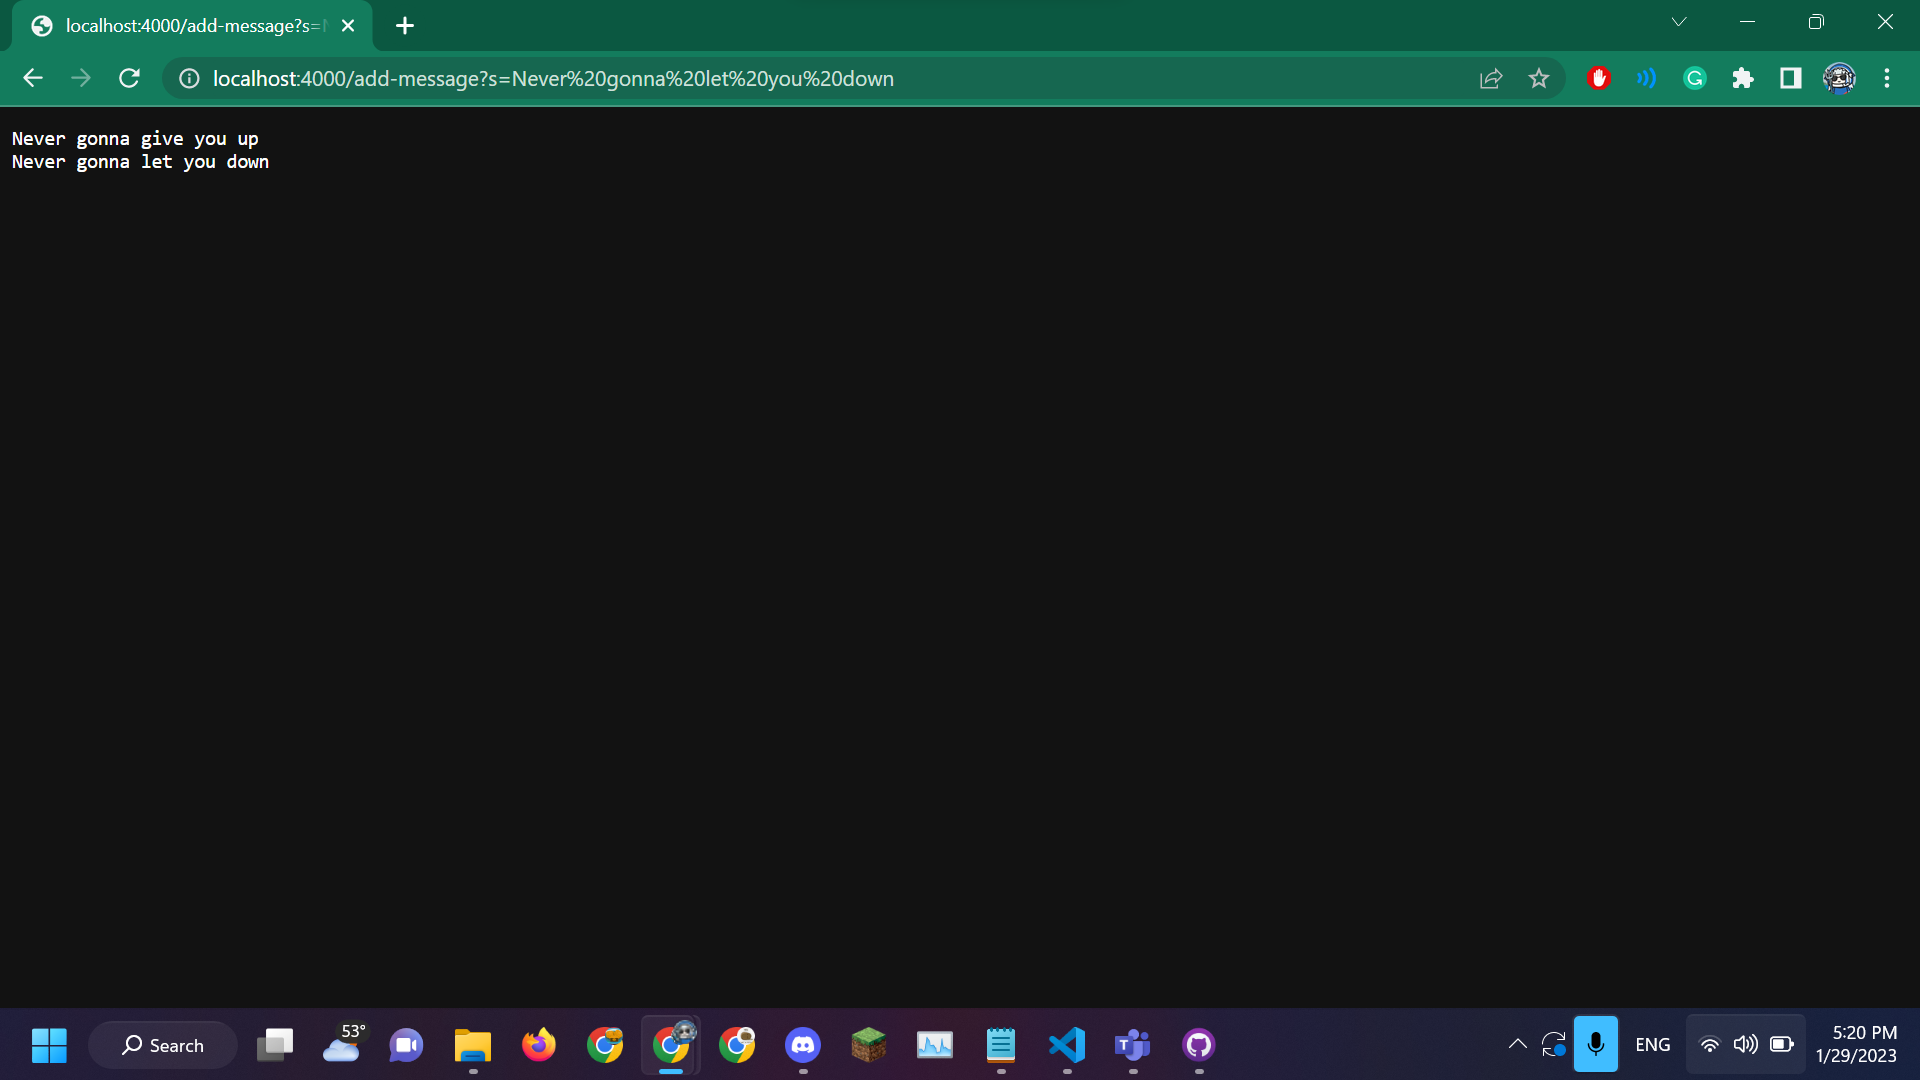 localhost:4000/add-message?s=
localhost:4000/add-message?s=Never%20gonna%20let%20you%20down
Never gonna give you up
Never gonna let you down
53°
Search
ENG
5:20 PM
1/29/2023